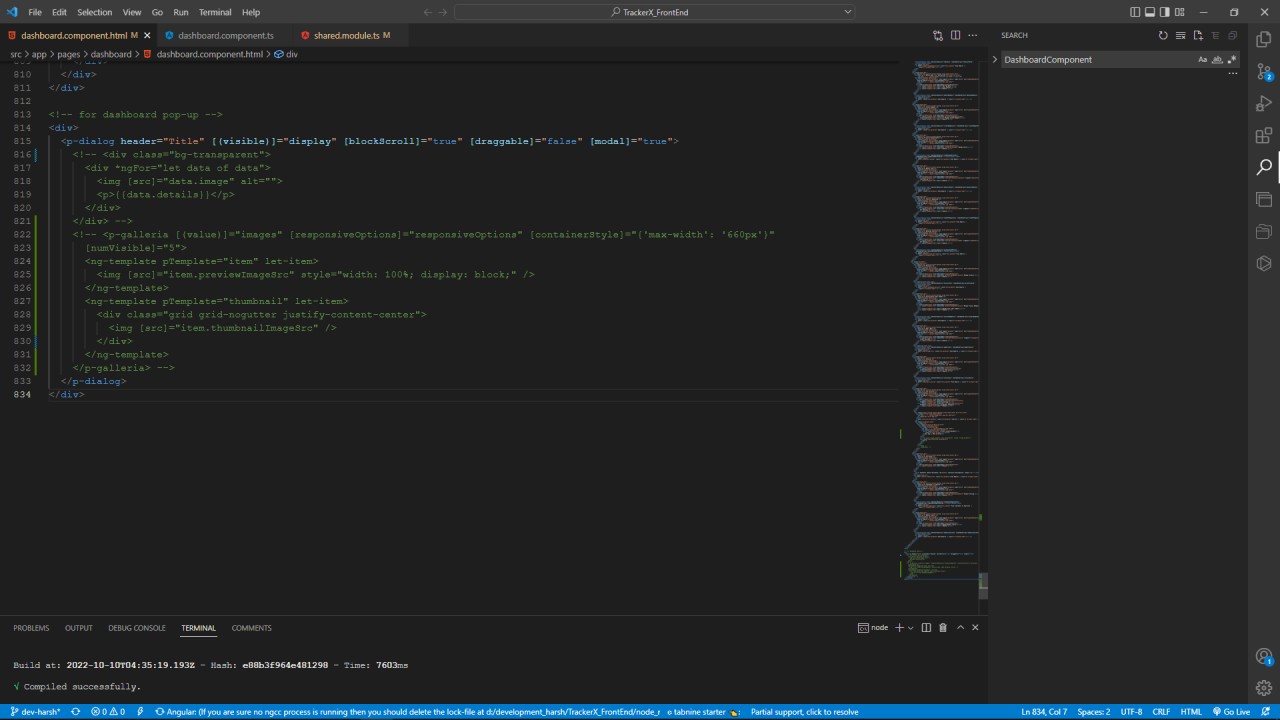 File Edit Selection View Go Run Terminal Help
TrackerX_FrontEnd
dashboard.component.html M
dashboard.component.ts
shared.module.ts M
SEARCH
src > app > pages > dashboard > dashboard.component.html > div
DashboardComponent
810 </div>
811 </div>
812
813 <!-- for dashboard pop-up -->
814 <div>
815 <p-dialog header="Title" [(visible)]="display" [blockScroll]="true" [draggable]="false" [modal]="true">
816 <!-- <div class="bg-transparent">
817 <div *ngFor="let data of datas">
818 <img [src]="data.image" alt="">
819 <p>{{ data.details }}</p>
820 </div>
821 </div> -->
822 <!-- <p-galleria [(value)]="images" [responsiveOptions]="responsiveOptions" [containerStyle]="{'max-width': '660px'}"
823 [numVisible]="5">
824 <ng-template pTemplate="item" let-item>
825 <img [src]="item.previewImageSrc" style="width: 100%; display: block" />
826 </ng-template>
827 <ng-template pTemplate="thumbnail" let-item>
828 <div class="grid grid-nogutter justify-content-center">
829 <img [src]="item.thumbnailImageSrc" />
830 </div>
831 </ng-template>
832 </p-galleria> -->
833 </p-dialog>
834 </div>
PROBLEMS OUTPUT DEBUG CONSOLE TERMINAL COMMENTS
node
Build at: 2022-10-10T04:35:19.193Z - Hash: e88b3f964e481298 - Time: 7603ms
√ Compiled successfully.
dev-harsh* 0 0 Angular: (If you are sure no ngcc process is running then you should delete the lock-file at d:/development_harsh/TrackerX_FrontEnd/node_r tabnine starter Partial support, click to resolve Ln 834, Col 7 Spaces: 2 UTF-8 CRLF HTML Go Live